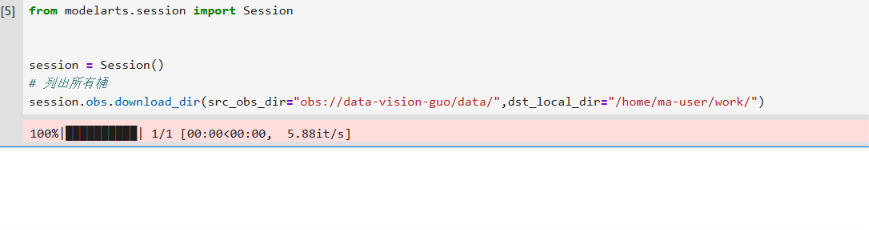 [5] from modelarts.session import Session
session = Session()
# 列出所有桶
session.obs.download_dir(src_obs_dir="obs://data-vision-guo/data/",dst_local_dir="/home/ma-user/work/")
100%|██████████| 1/1 [00:00<00:00,  5.88it/s]